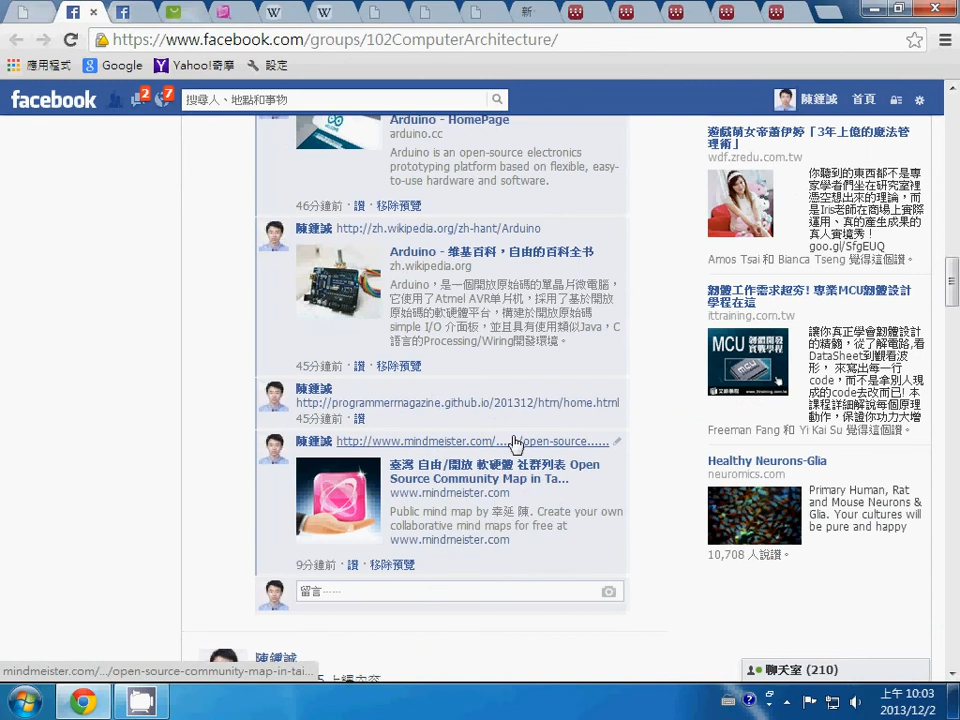 新
https://www.facebook.com/groups/102ComputerArchitecture/
應用程式 Google Yahoo!奇摩 設定
facebook 2 7 搜尋人、地點和事物 陳鍾誠 首頁
Arduino - HomePage
arduino.cc
Arduino is an open-source electronics
prototyping platform based on flexible, easy-
to-use hardware and software.
46分鐘前 · 讚 · 移除預覽
陳鍾誠 http://zh.wikipedia.org/zh-hant/Arduino
Arduino - 維基百科，自由的百科全书
zh.wikipedia.org
Arduino，是一個開放原始碼的單晶片微電腦，
它使用了Atmel AVR单片机，採用了基於開放
原始碼的軟硬體平台，構建於開放原始碼
simple I/O 介面板，並且具有使用類似Java，C
語言的Processing/Wiring開發環境。
45分鐘前 · 讚 · 移除預覽
陳鍾誠
http://programmermagazine.github.io/201312/htm/home.html
45分鐘前 · 讚
陳鍾誠 http://www.mindmeister.com/..../open-source......
臺灣 自由/開放 軟硬體 社群列表 Open
Source Community Map in Ta...
www.mindmeister.com
Public mind map by 幸延 陳. Create your own
collaborative mind maps for free at
www.mindmeister.com
9分鐘前 · 讚 · 移除預覽
留言......
陳鍾誠
遊戲萌女帝蕭伊婷「3年上億的魔法管
理術」
wdf.zredu.com.tw
你聽到的東西都不是專
家學者們坐在研究室裡
憑空想出來的理論，而
是Iris老師在商場上實際
運用、真的產生成果的
真人實境秀！
goo.gl/SfgEUQ
Amos Tsai 和 Bianca Tseng 覺得這個讚。
韌體工作需求超夯! 專業MCU韌體設計
學程在這
ittraining.com.tw
MCU 韌體開發
實戰學程
讓你真正學會韌體設計
的精髓，從了解電路,看
DataSheet到觀看波
形， 來寫出每一行
code，而不是拿別人現
成的code去改而已! 本
課程詳細解說每個原理
動作，保證你功力大增
Freeman Fang 和 Yi Kai Su 覺得這個讚。
Healthy Neurons-Glia
neuromics.com
Primary Human, Rat
and Mouse Neurons &
Glia. Your cultures will
be pure and happy
10,708 人說讚。
聊天室 (210)
mindmeister.com/.../open-source-community-map-in-tai...
上午 10:03
2013/12/2